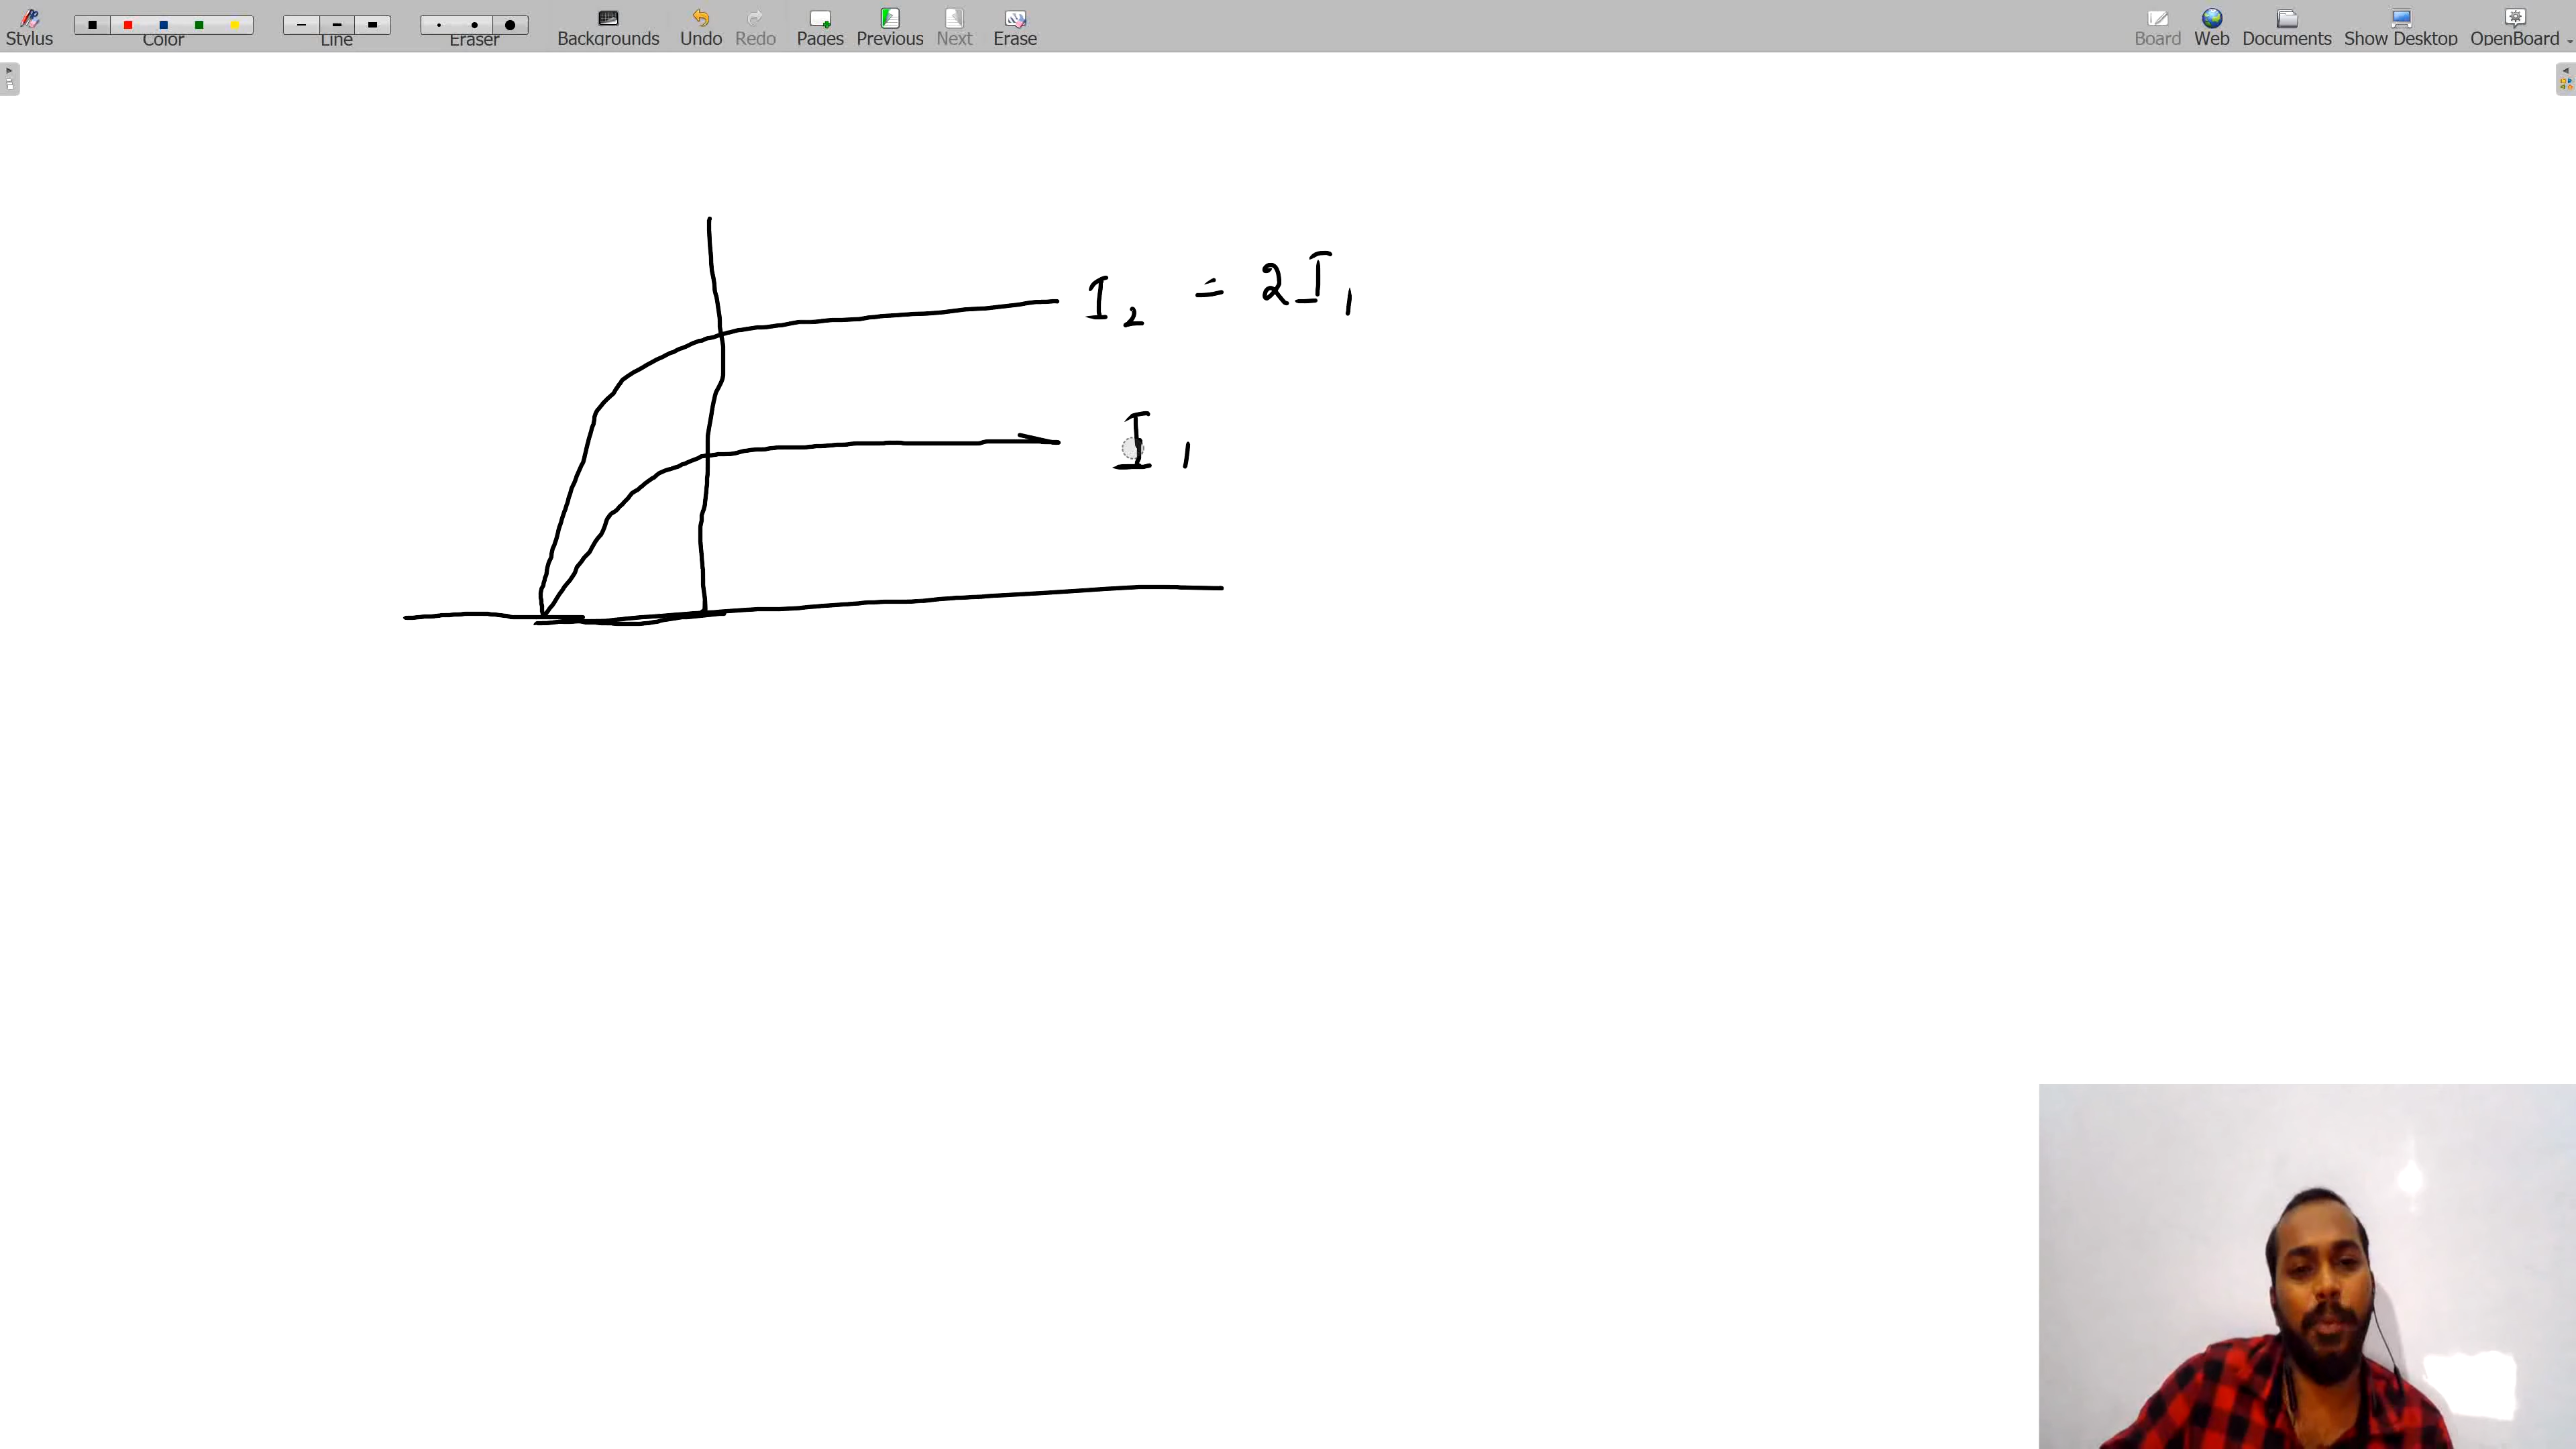 Stylus Color Line Eraser Backgrounds Undo Redo Pages Previous Next Erase Board Web Documents Show Desktop OpenBoard
I₂ = 2I₁
I₁